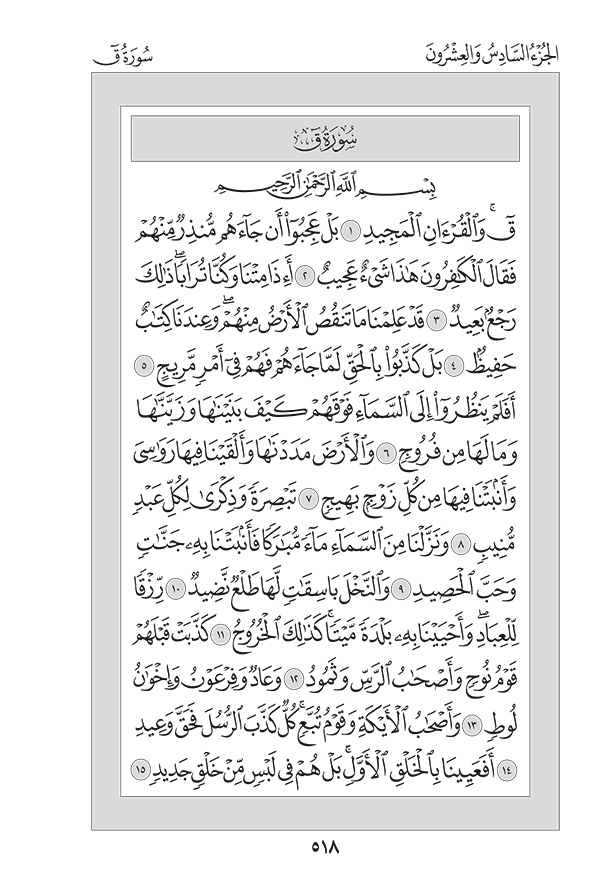 الجُزْءُ السَّادِسُ وَالعِشْرُونَ
سُورَةُ قٓ
سُورَةُ قٓ
بِسْمِ ٱللَّهِ ٱلرَّحْمَٰنِ ٱلرَّحِيمِ
قٓۚ وَٱلْقُرْءَانِ ٱلْمَجِيدِ ١ بَلْ عَجِبُوٓا۟ أَن جَآءَهُم مُّنذِرٌ مِّنْهُمْ
فَقَالَ ٱلْكَٰفِرُونَ هَٰذَا شَىْءٌ عَجِيبٌ ٢ أَءِذَا مِتْنَا وَكُنَّا تُرَابًاۖ ذَٰلِكَ
رَجْعٌۢ بَعِيدٌ ٣ قَدْ عَلِمْنَا مَا تَنقُصُ ٱلْأَرْضُ مِنْهُمْۖ وَعِندَنَا كِتَٰبٌ
حَفِيظٌۢ ٤ بَلْ كَذَّبُوا۟ بِٱلْحَقِّ لَمَّا جَآءَهُمْ فَهُمْ فِىٓ أَمْرٍ مَّرِيجٍ ٥
أَفَلَمْ يَنظُرُوٓا۟ إِلَى ٱلسَّمَآءِ فَوْقَهُمْ كَيْفَ بَنَيْنَٰهَا وَزَيَّنَّٰهَا
وَمَا لَهَا مِن فُرُوجٍ ٦ وَٱلْأَرْضَ مَدَدْنَٰهَا وَأَلْقَيْنَا فِيهَا رَوَٰسِىَ
وَأَنۢبَتْنَا فِيهَا مِن كُلِّ زَوْجٍۭ بَهِيجٍ ٧ تَبْصِرَةً وَذِكْرَىٰ لِكُلِّ عَبْدٍ
مُّنِيبٍ ٨ وَنَزَّلْنَا مِنَ ٱلسَّمَآءِ مَآءً مُّبَٰرَكًا فَأَنۢبَتْنَا بِهِۦ جَنَّٰتٍ
وَحَبَّ ٱلْحَصِيدِ ٩ وَٱلنَّخْلَ بَاسِقَٰتٍ لَّهَا طَلْعٌ نَّضِيدٌ ١٠ رِّزْقًا
لِّلْعِبَادِۖ وَأَحْيَيْنَا بِهِۦ بَلْدَةً مَّيْتًاۚ كَذَٰلِكَ ٱلْخُرُوجُ ١١ كَذَّبَتْ قَبْلَهُمْ
قَوْمُ نُوحٍ وَأَصْحَٰبُ ٱلرَّسِّ وَثَمُودُ ١٢ وَعَادٌ وَفِرْعَوْنُ وَإِخْوَٰنُ
لُوطٍ ١٣ وَأَصْحَٰبُ ٱلْأَيْكَةِ وَقَوْمُ تُبَّعٍۚ كُلٌّ كَذَّبَ ٱلرُّسُلَ فَحَقَّ وَعِيدِ
١٤ أَفَعَيِينَا بِٱلْخَلْقِ ٱلْأَوَّلِۚ بَلْ هُمْ فِى لَبْسٍ مِّنْ خَلْقٍ جَدِيدٍ ١٥
٥١٨